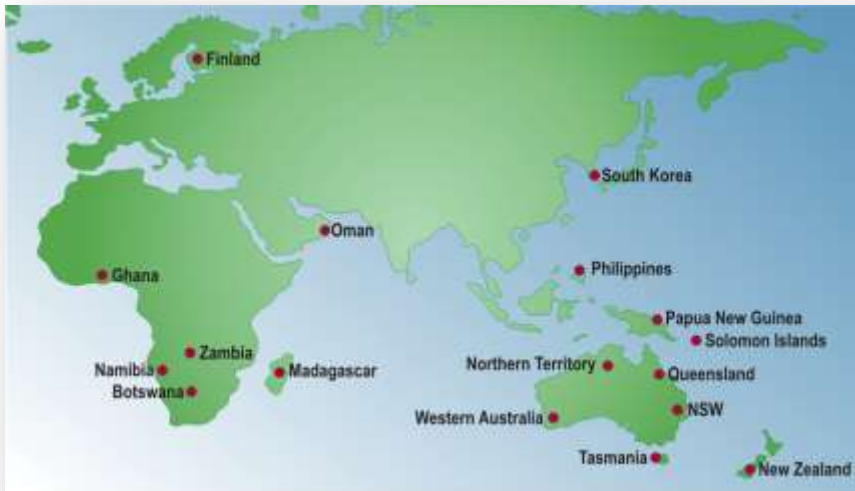 Finland
South Korea
Oman
Philippines
Ghana
Papua New Guinea
Solomon Islands
Zambia
Northern Territory
Namibia
Madagascar
Queensland
Botswana
NSW
Western Australia
Tasmania
New Zealand